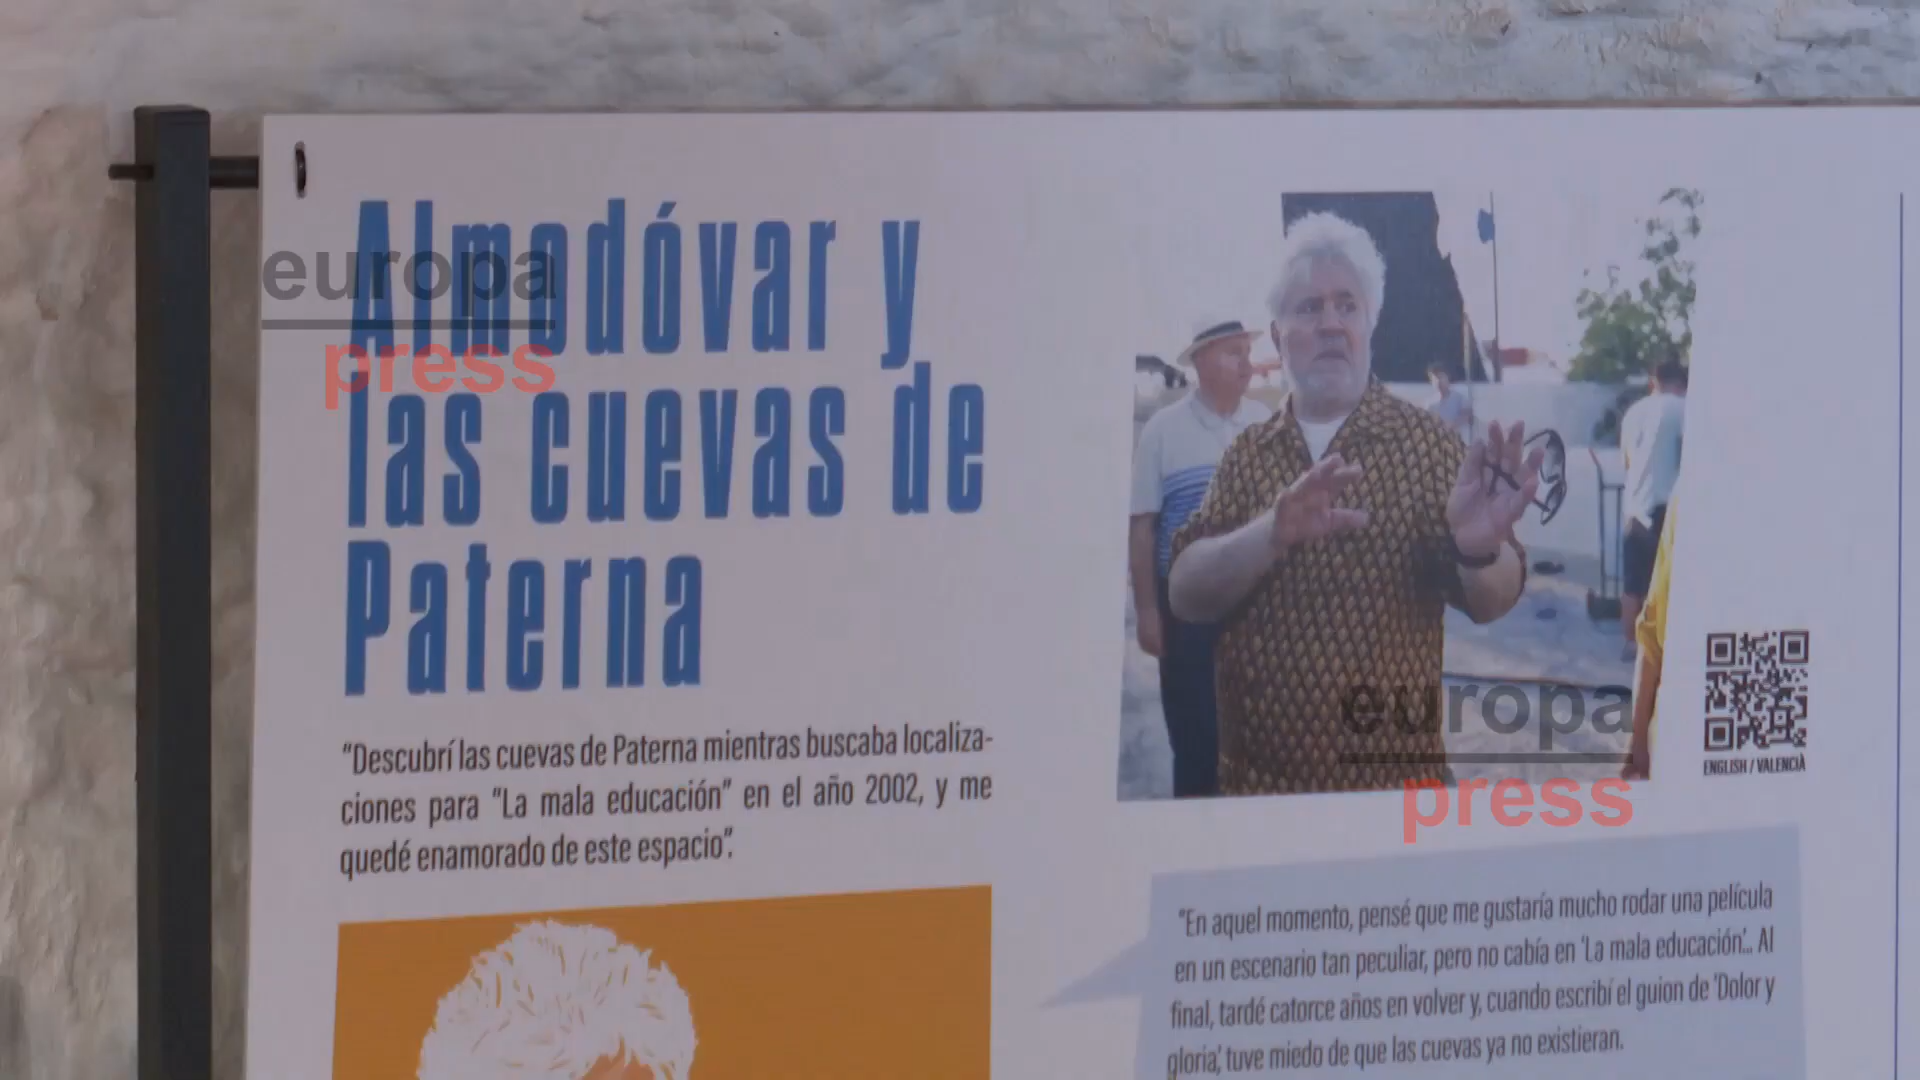 Almodóvar y
las cuevas de
Paterna
"Descubrí las cuevas de Paterna mientras buscaba localiza-
ciones para "La mala educación" en el año 2002, y me
quedé enamorado de este espacio".
ENGLISH / VALENCIÀ
"En aquel momento, pensé que me gustaría mucho rodar una película
en un escenario tan peculiar, pero no cabía en 'La mala educación'... Al
final, tardé catorce años en volver y, cuando escribí el guion de 'Dolor y
gloria', tuve miedo de que las cuevas ya no existieran.
europa
press
europa
press